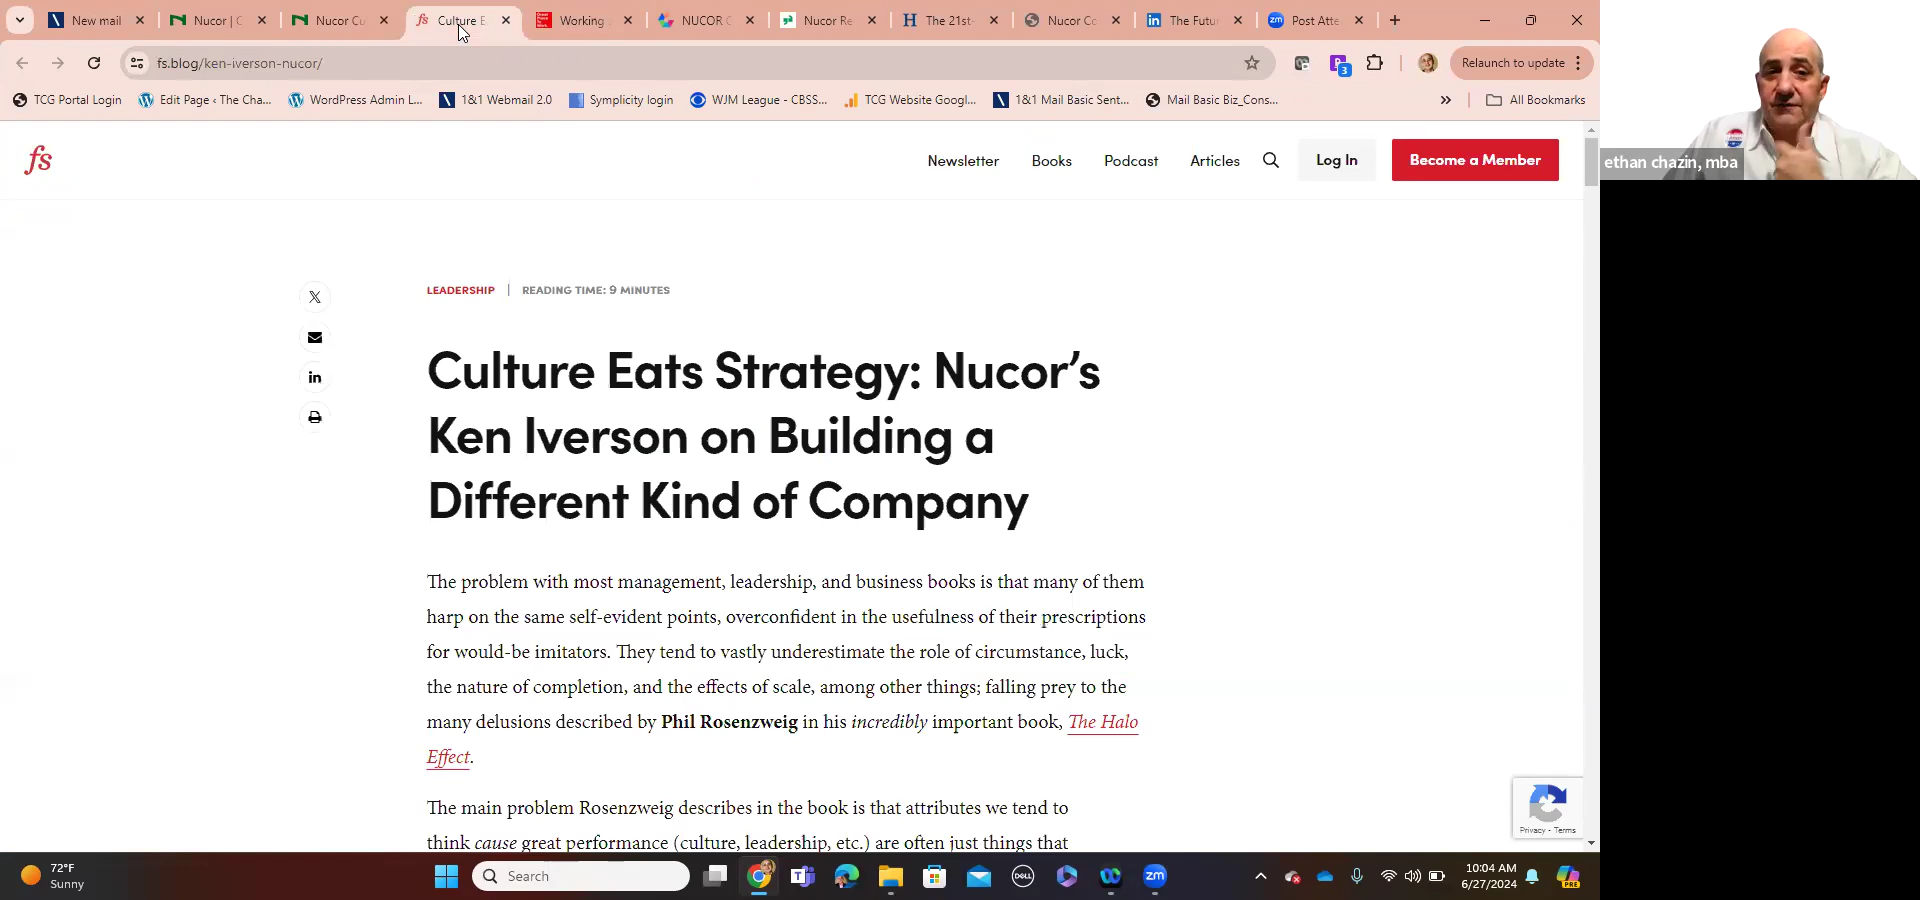 New mail
Nucor | C
Nucor Cu
Culture E
Working
NUCOR C
Nucor Re
The 21st-
Nucor Co
The Futur
Post Atte
fs.blog/ken-iverson-nucor/
3
Relaunch to update
TCG Portal Login
Edit Page ‹ The Cha...
WordPress Admin L...
1&1 Webmail 2.0
Symplicity login
WJM League - CBSS...
TCG Website Googl...
1&1 Mail Basic Sent...
Mail Basic Biz_Cons...
All Bookmarks
fs
Newsletter
Books
Podcast
Articles
Log In
Become a Member
ethan chazin, mba
LEADERSHIP | READING TIME: 9 MINUTES
Culture Eats Strategy: Nucor’s
Ken Iverson on Building a
Different Kind of Company
The problem with most management, leadership, and business books is that many of them
harp on the same self-evident points, overconfident in the usefulness of their prescriptions
for would-be imitators. They tend to vastly underestimate the role of circumstance, luck,
the nature of completion, and the effects of scale, among other things; falling prey to the
many delusions described by Phil Rosenzweig in his incredibly important book, The Halo
Effect.
The main problem Rosenzweig describes in the book is that attributes we tend to
think cause great performance (culture, leadership, etc.) are often just things that
Privacy - Terms
72°F
Sunny
Search
DELL
zm
PRE
10:04 AM
6/27/2024